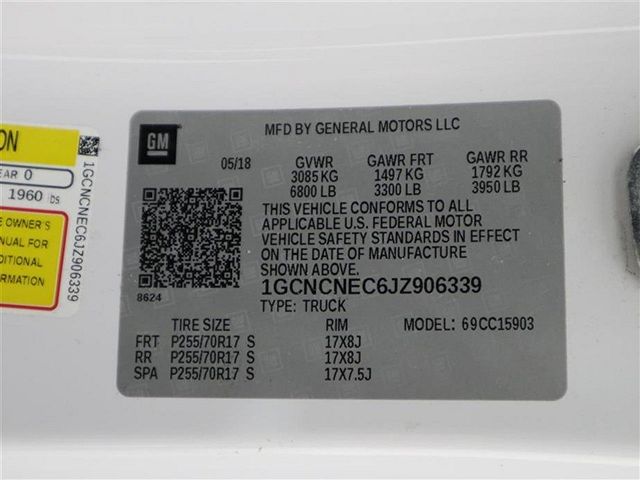 ON
EAR 0
1960 lbs
E OWNER'S
NUAL FOR
DITIONAL
ORMATION
1GCNCNEC6JZ906339
GM
MFD BY GENERAL MOTORS LLC
05/18 GVWR GAWR FRT GAWR RR
3085 KG 1497 KG 1792 KG
6800 LB 3300 LB 3950 LB
THIS VEHICLE CONFORMS TO ALL
APPLICABLE U.S. FEDERAL MOTOR
VEHICLE SAFETY STANDARDS IN EFFECT
ON THE DATE OF MANUFACTURE
SHOWN ABOVE.
8624
1GCNCNEC6JZ906339
TYPE: TRUCK
TIRE SIZE RIM MODEL: 69CC15903
FRT P255/70R17 S 17X8J
RR P255/70R17 S 17X8J
SPA P255/70R17 S 17X7.5J